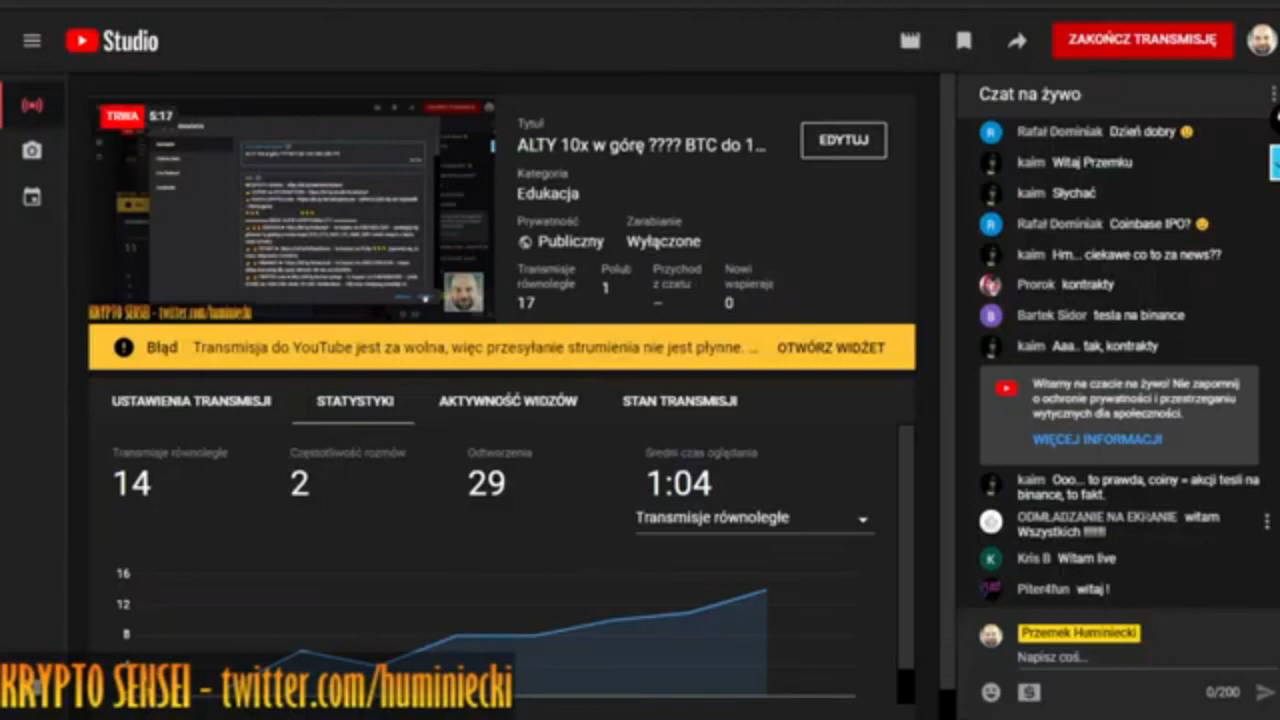 Studio
ZAKOŃCZ TRANSMISJĘ
TRWA 5:17
KRYPTO SENSEI - twitter.com/huminiecki
Tytuł
ALTY 10x w górę ???? BTC do 1...
EDYTUJ
Kategoria
Edukacja
Prywatność Zarabianie
Publiczny Wyłączone
Transmisje równoległe
17
Polub
1
Przychod z czatu
–
Nowi wspierają
0
Błąd Transmisja do YouTube jest za wolna, więc przesyłanie strumienia nie jest płynne. ... OTWÓRZ WIDŻET
USTAWIENIA TRANSMISJI STATYSTYKI AKTYWNOŚĆ WIDZÓW STAN TRANSMISJI
Transmisje równoległe Częstotliwość rozmów Odtworzenia Średni czas oglądania
14 2 29 1:04
Transmisje równoległe
16
12
8
KRYPTO SENSEI - twitter.com/huminiecki
Czat na żywo
R Rafał Dominiak Dzień dobry
kaim Witaj Przemku
kaim Słychać
R Rafał Dominiak Coinbase IPO?
kaim Hm... ciekawe co to za news??
Prorok kontrakty
B Bartek Sidor tesla na binance
kaim Aaa.. tak, kontrakty
Witamy na czacie na żywo! Nie zapomnij
o ochronie prywatności i przestrzeganiu
wytycznych dla społeczności.
WIĘCEJ INFORMACJI
kaim Ooo... to prawda, coiny = akcji tesli na
binance, to fakt.
ODMŁADZANIE NA EKRANIE witam
Wszystkich !!!!!!!!
K Kris B Witam live
Piter4fun witaj !
Przemek Huminiecki
Napisz coś...
0/200